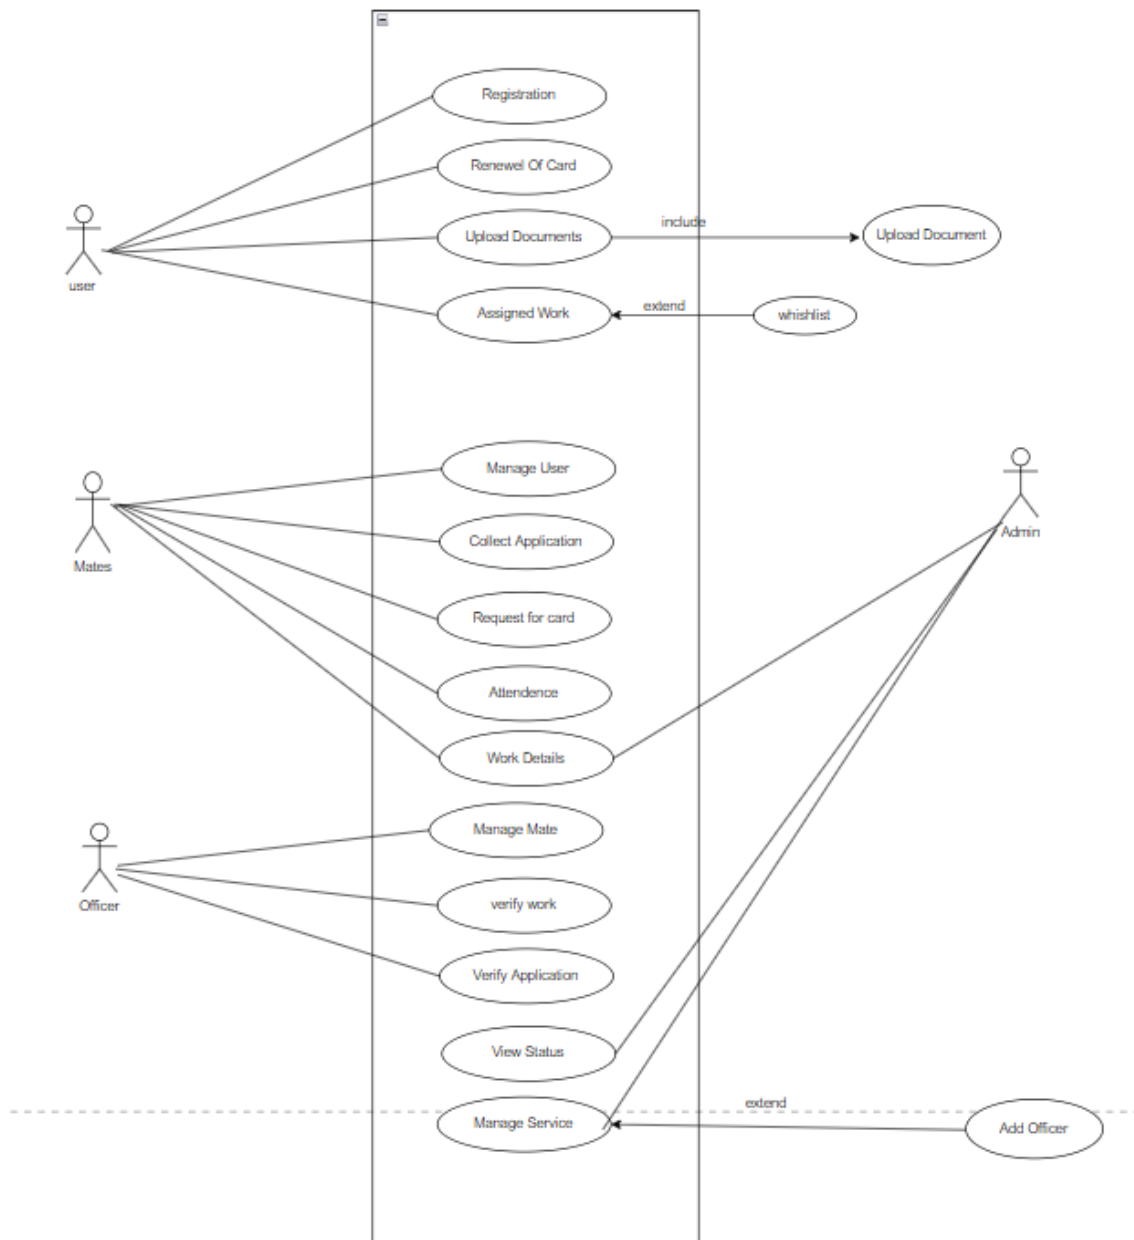 Registration
Renewel Of Card
include
Upload Documents
Upload Document
user
extend
Assigned Work
whishlist
Manage User
Admin
Collect Application
Mates
Request for card
Attendence
Work Details
Manage Mate
Officer
verify work
Verify Application
View Status
extend
Manage Service
Add Officer